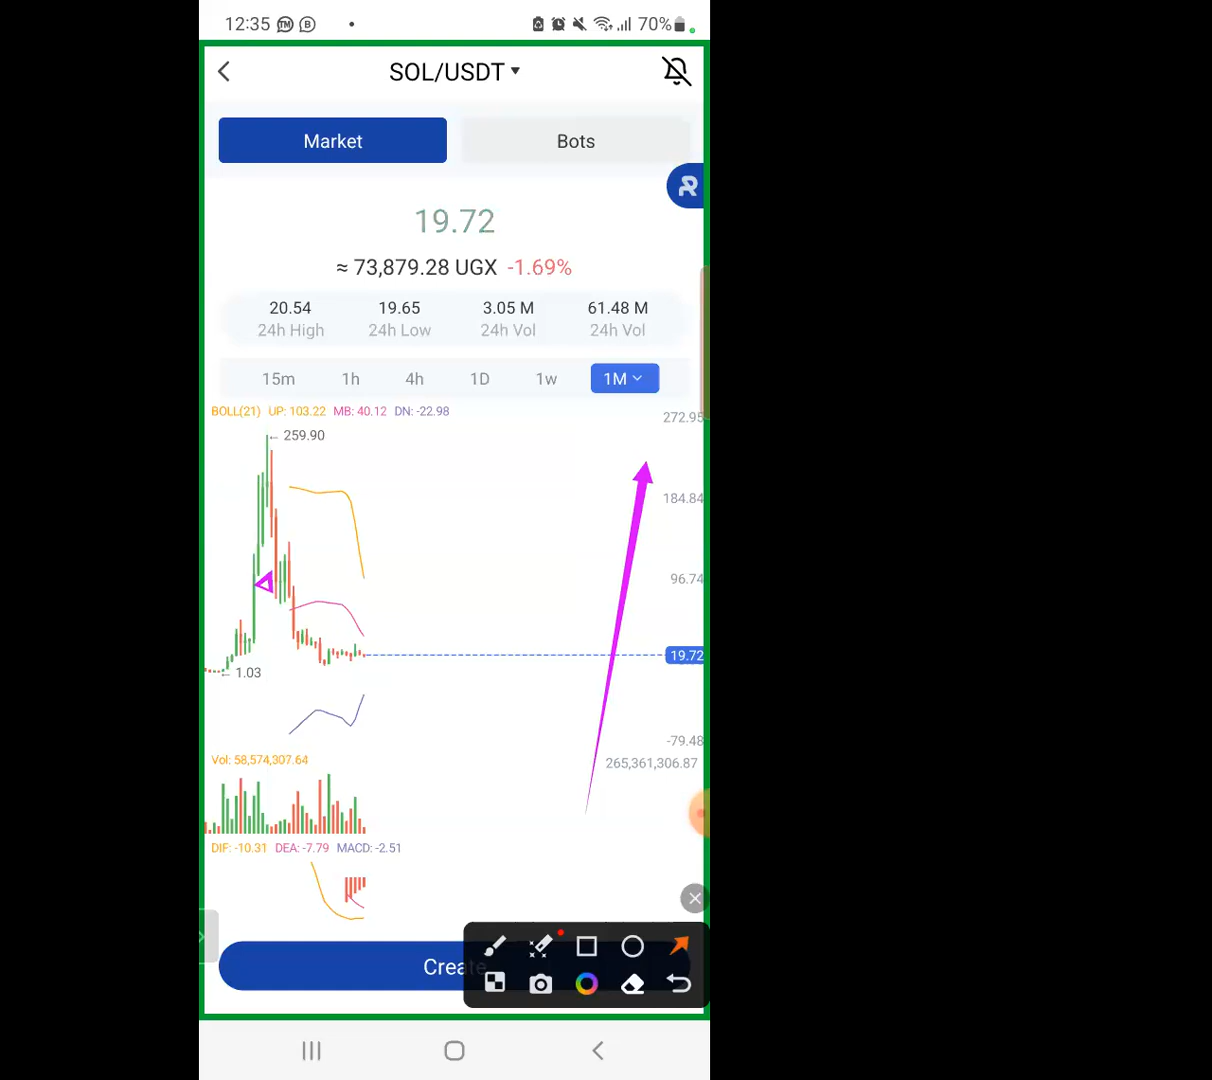 12:35 TM B 70%
SOL/USDT
Market Bots
19.72
≈ 73,879.28 UGX -1.69%
20.54 19.65 3.05 M 61.48 M
24h High 24h Low 24h Vol 24h Vol
15m 1h 4h 1D 1w 1M
BOLL(21) UP: 103.22 MB: 40.12 DN: -22.98
272.95
← 259.90
184.84
96.74
19.72
← 1.03
-79.48
Vol: 58,574,307.64
265,361,306.87
DIF: -10.31 DEA: -7.79 MACD: -2.51
Create